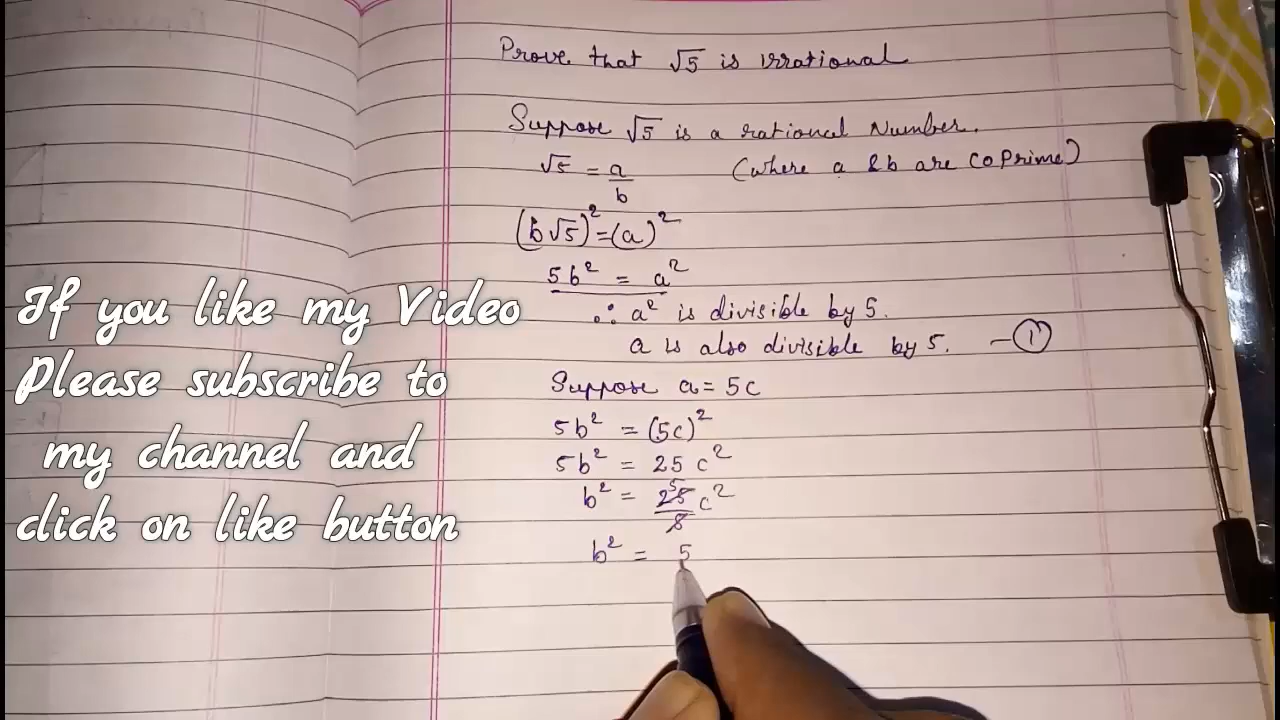 Prove that √5 is irrational
Suppose √5 is a rational Number.
√5 = a/b (where a & b are coprime)
(b√5)² = (a)²
5b² = a²
∴ a² is divisible by 5.
a is also divisible by 5. —①
Suppose a = 5c
5b² = (5c)²
5b² = 25 c²
b² = 25/5 c²
b² = 5
If you like my Video
Please subscribe to
my channel and
click on like button